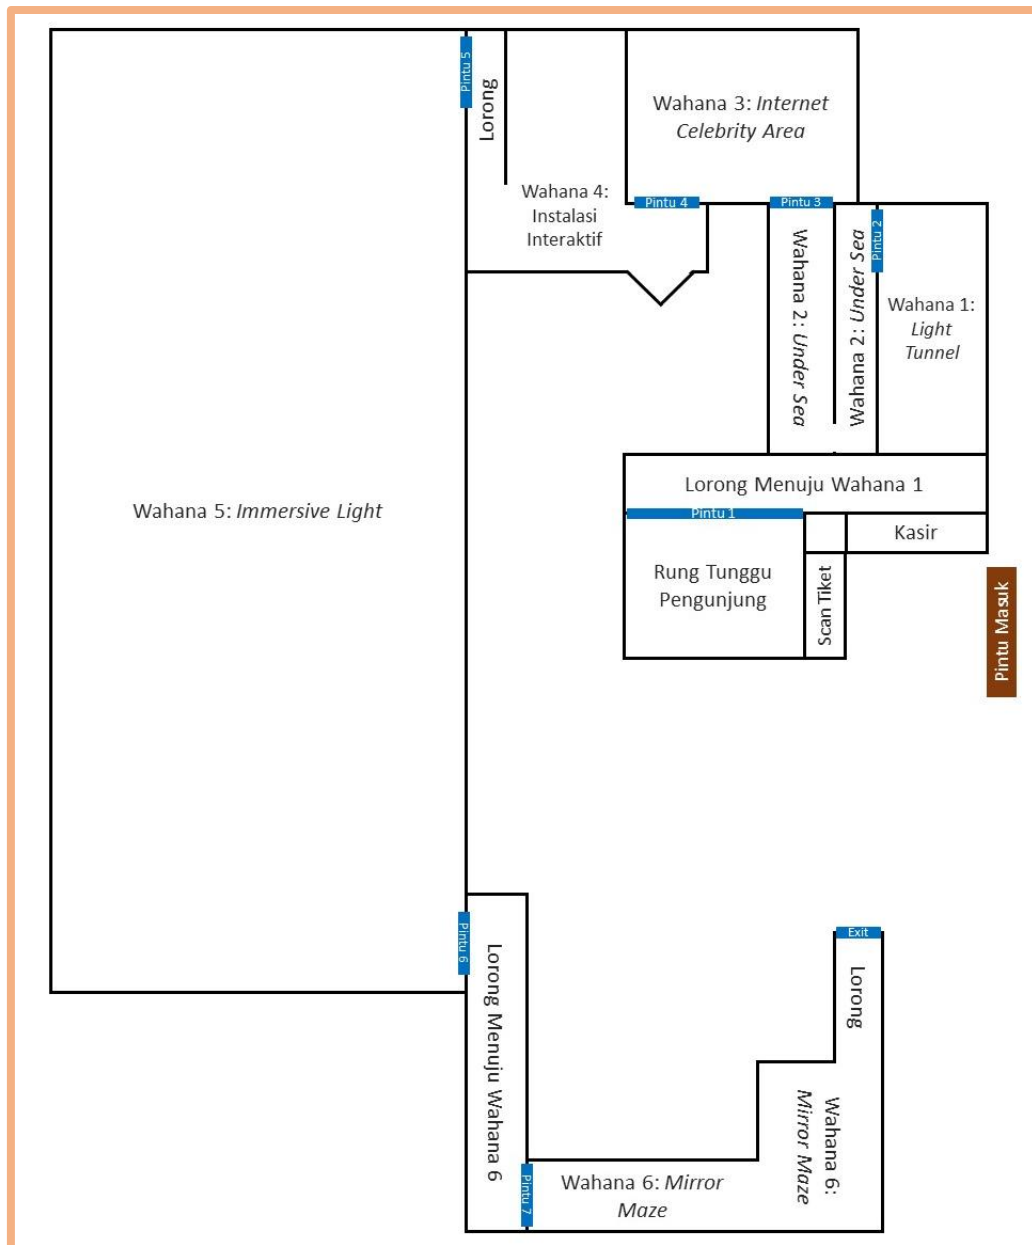 Pintu 5
Lorong
Wahana 3: Internet
Celebrity Area
Wahana 4:
Instalasi
Interaktif
Pintu 4
Pintu 3
Wahana 2: Under Sea
Wahana 2: Under Sea
Pintu 2
Wahana 1:
Light
Tunnel
Wahana 5: Immersive Light
Lorong Menuju Wahana 1
Pintu 1
Kasir
Rung Tunggu
Pengunjung
Scan Tiket
Pintu Masuk
Pintu 6
Lorong Menuju Wahana 6
Exit
Lorong
Wahana 6:
Mirror Maze
Pintu 7
Wahana 6: Mirror
Maze